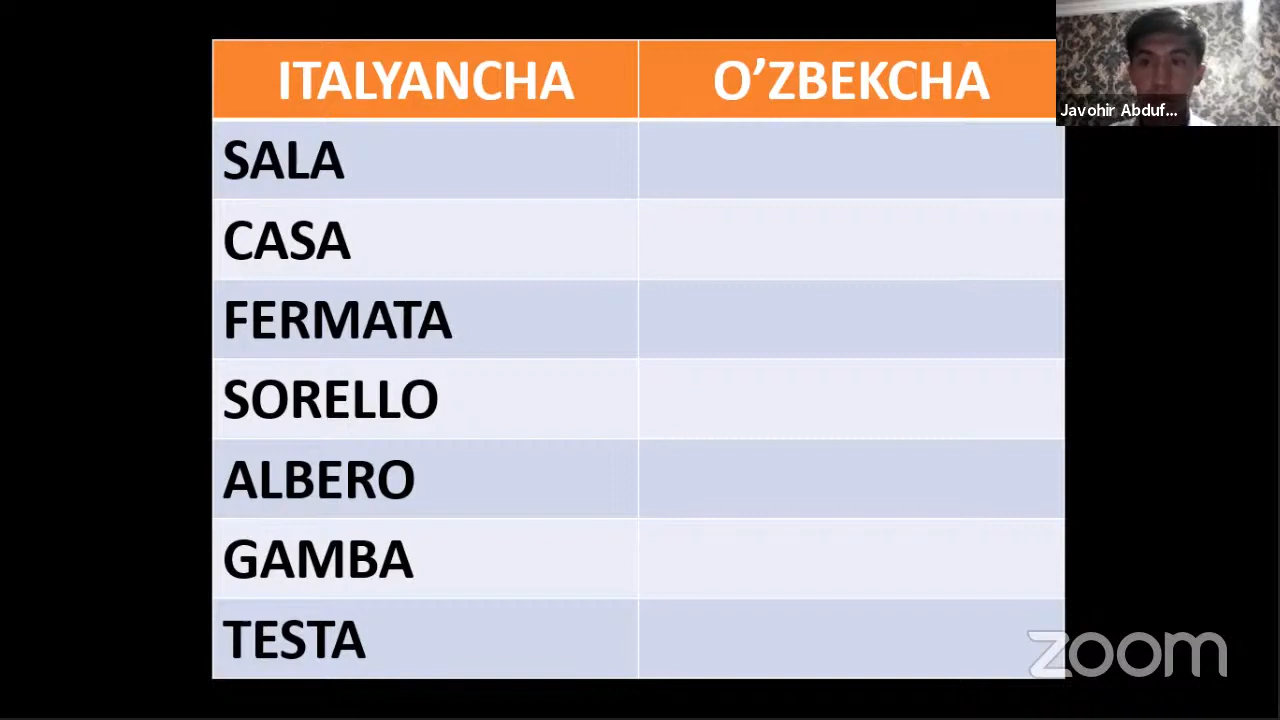 ITALYANCHA O’ZBEKCHA
SALA
CASA
FERMATA
SORELLO
ALBERO
GAMBA
TESTA
Javohir Abduf...
zoom